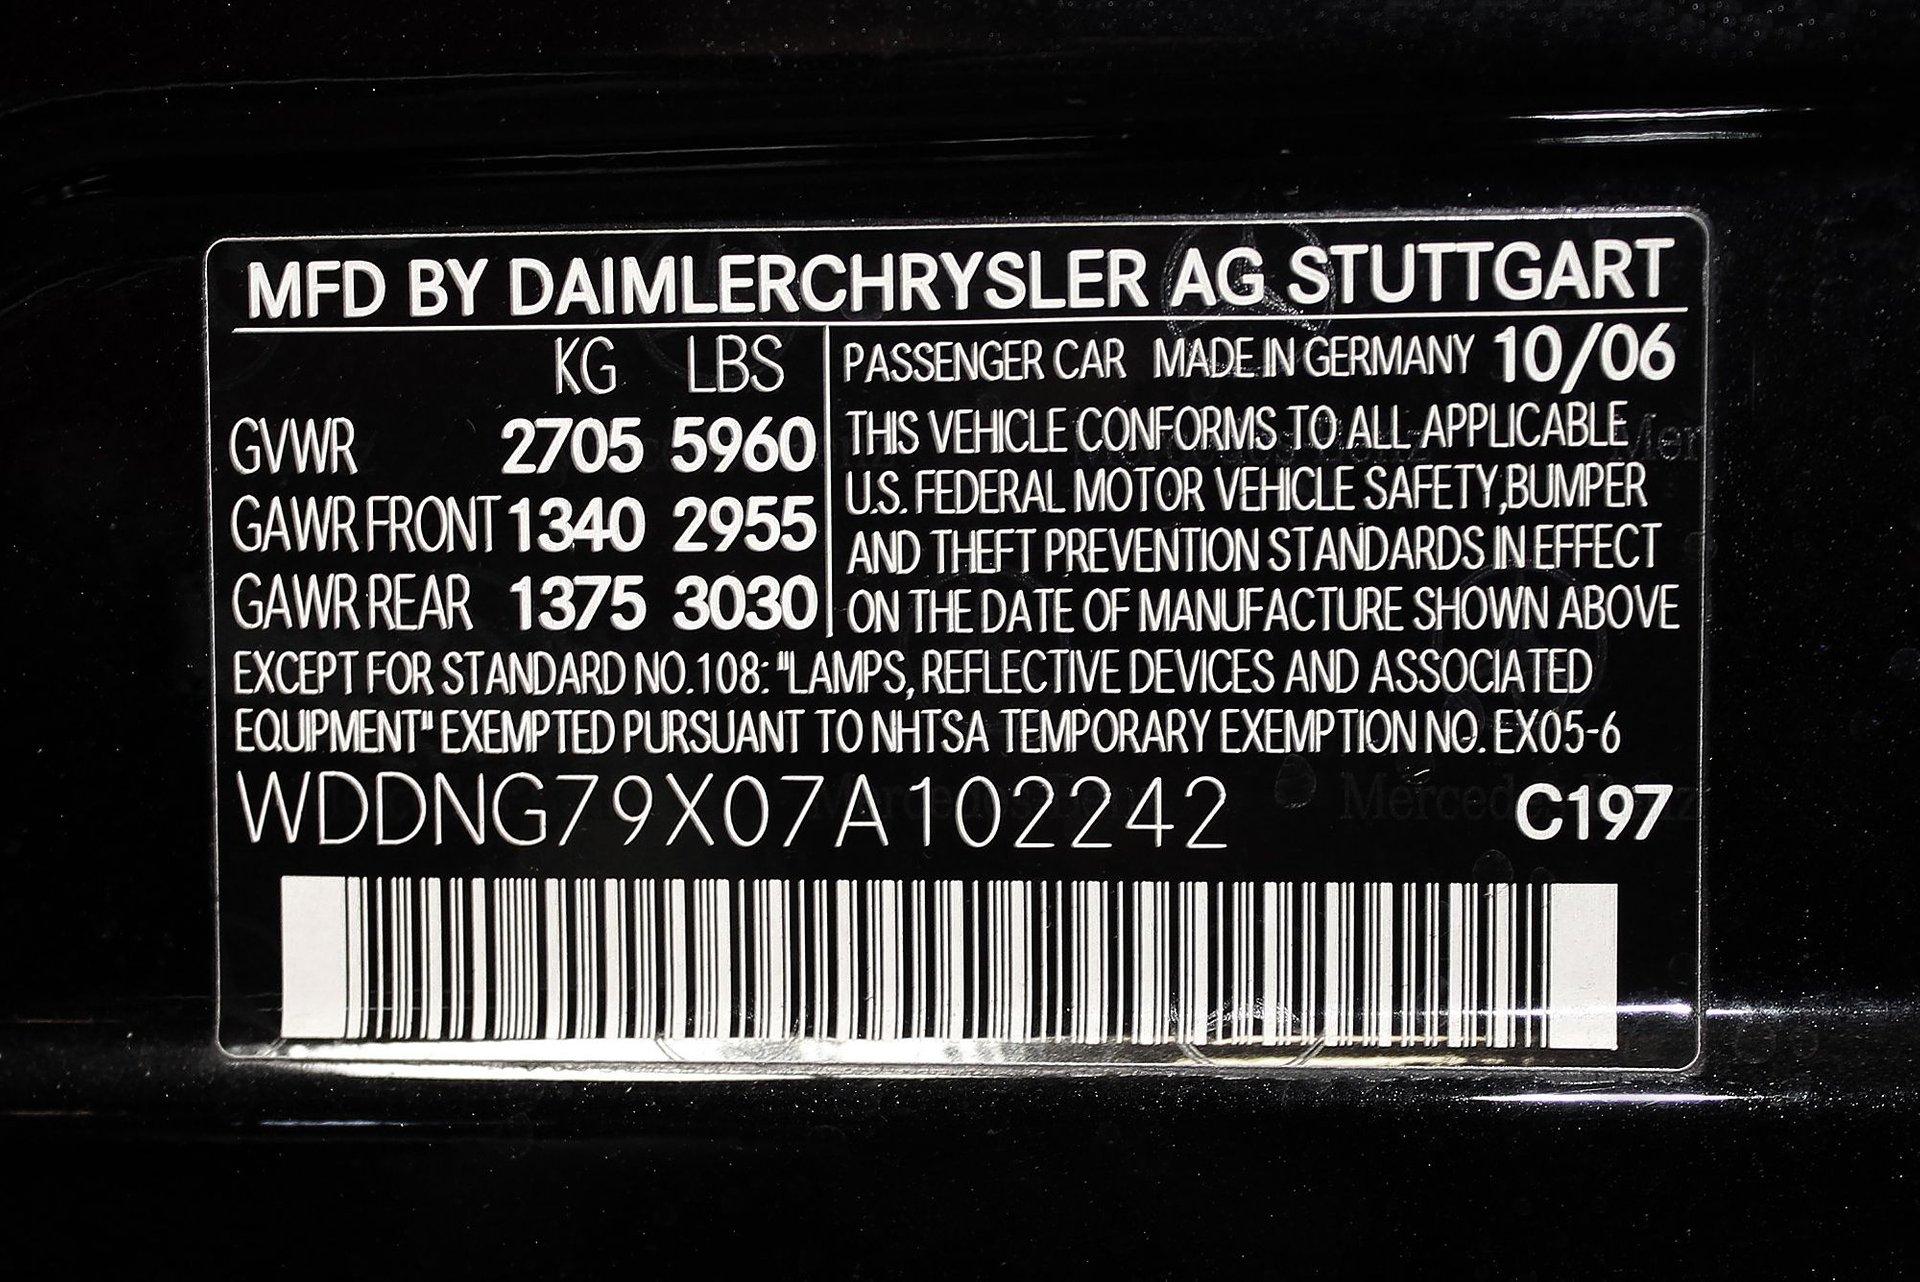 MFD BY DAIMLERCHRYSLER AG STUTTGART
KG LBS
GVWR 2705 5960
GAWR FRONT 1340 2955
GAWR REAR 1375 3030
PASSENGER CAR MADE IN GERMANY 10/06
THIS VEHICLE CONFORMS TO ALL APPLICABLE
U.S. FEDERAL MOTOR VEHICLE SAFETY,BUMPER
AND THEFT PREVENTION STANDARDS IN EFFECT
ON THE DATE OF MANUFACTURE SHOWN ABOVE
EXCEPT FOR STANDARD NO.108: "LAMPS, REFLECTIVE DEVICES AND ASSOCIATED
EQUIPMENT" EXEMPTED PURSUANT TO NHTSA TEMPORARY EXEMPTION NO. EX05-6
WDDNG79X07A102242 C197